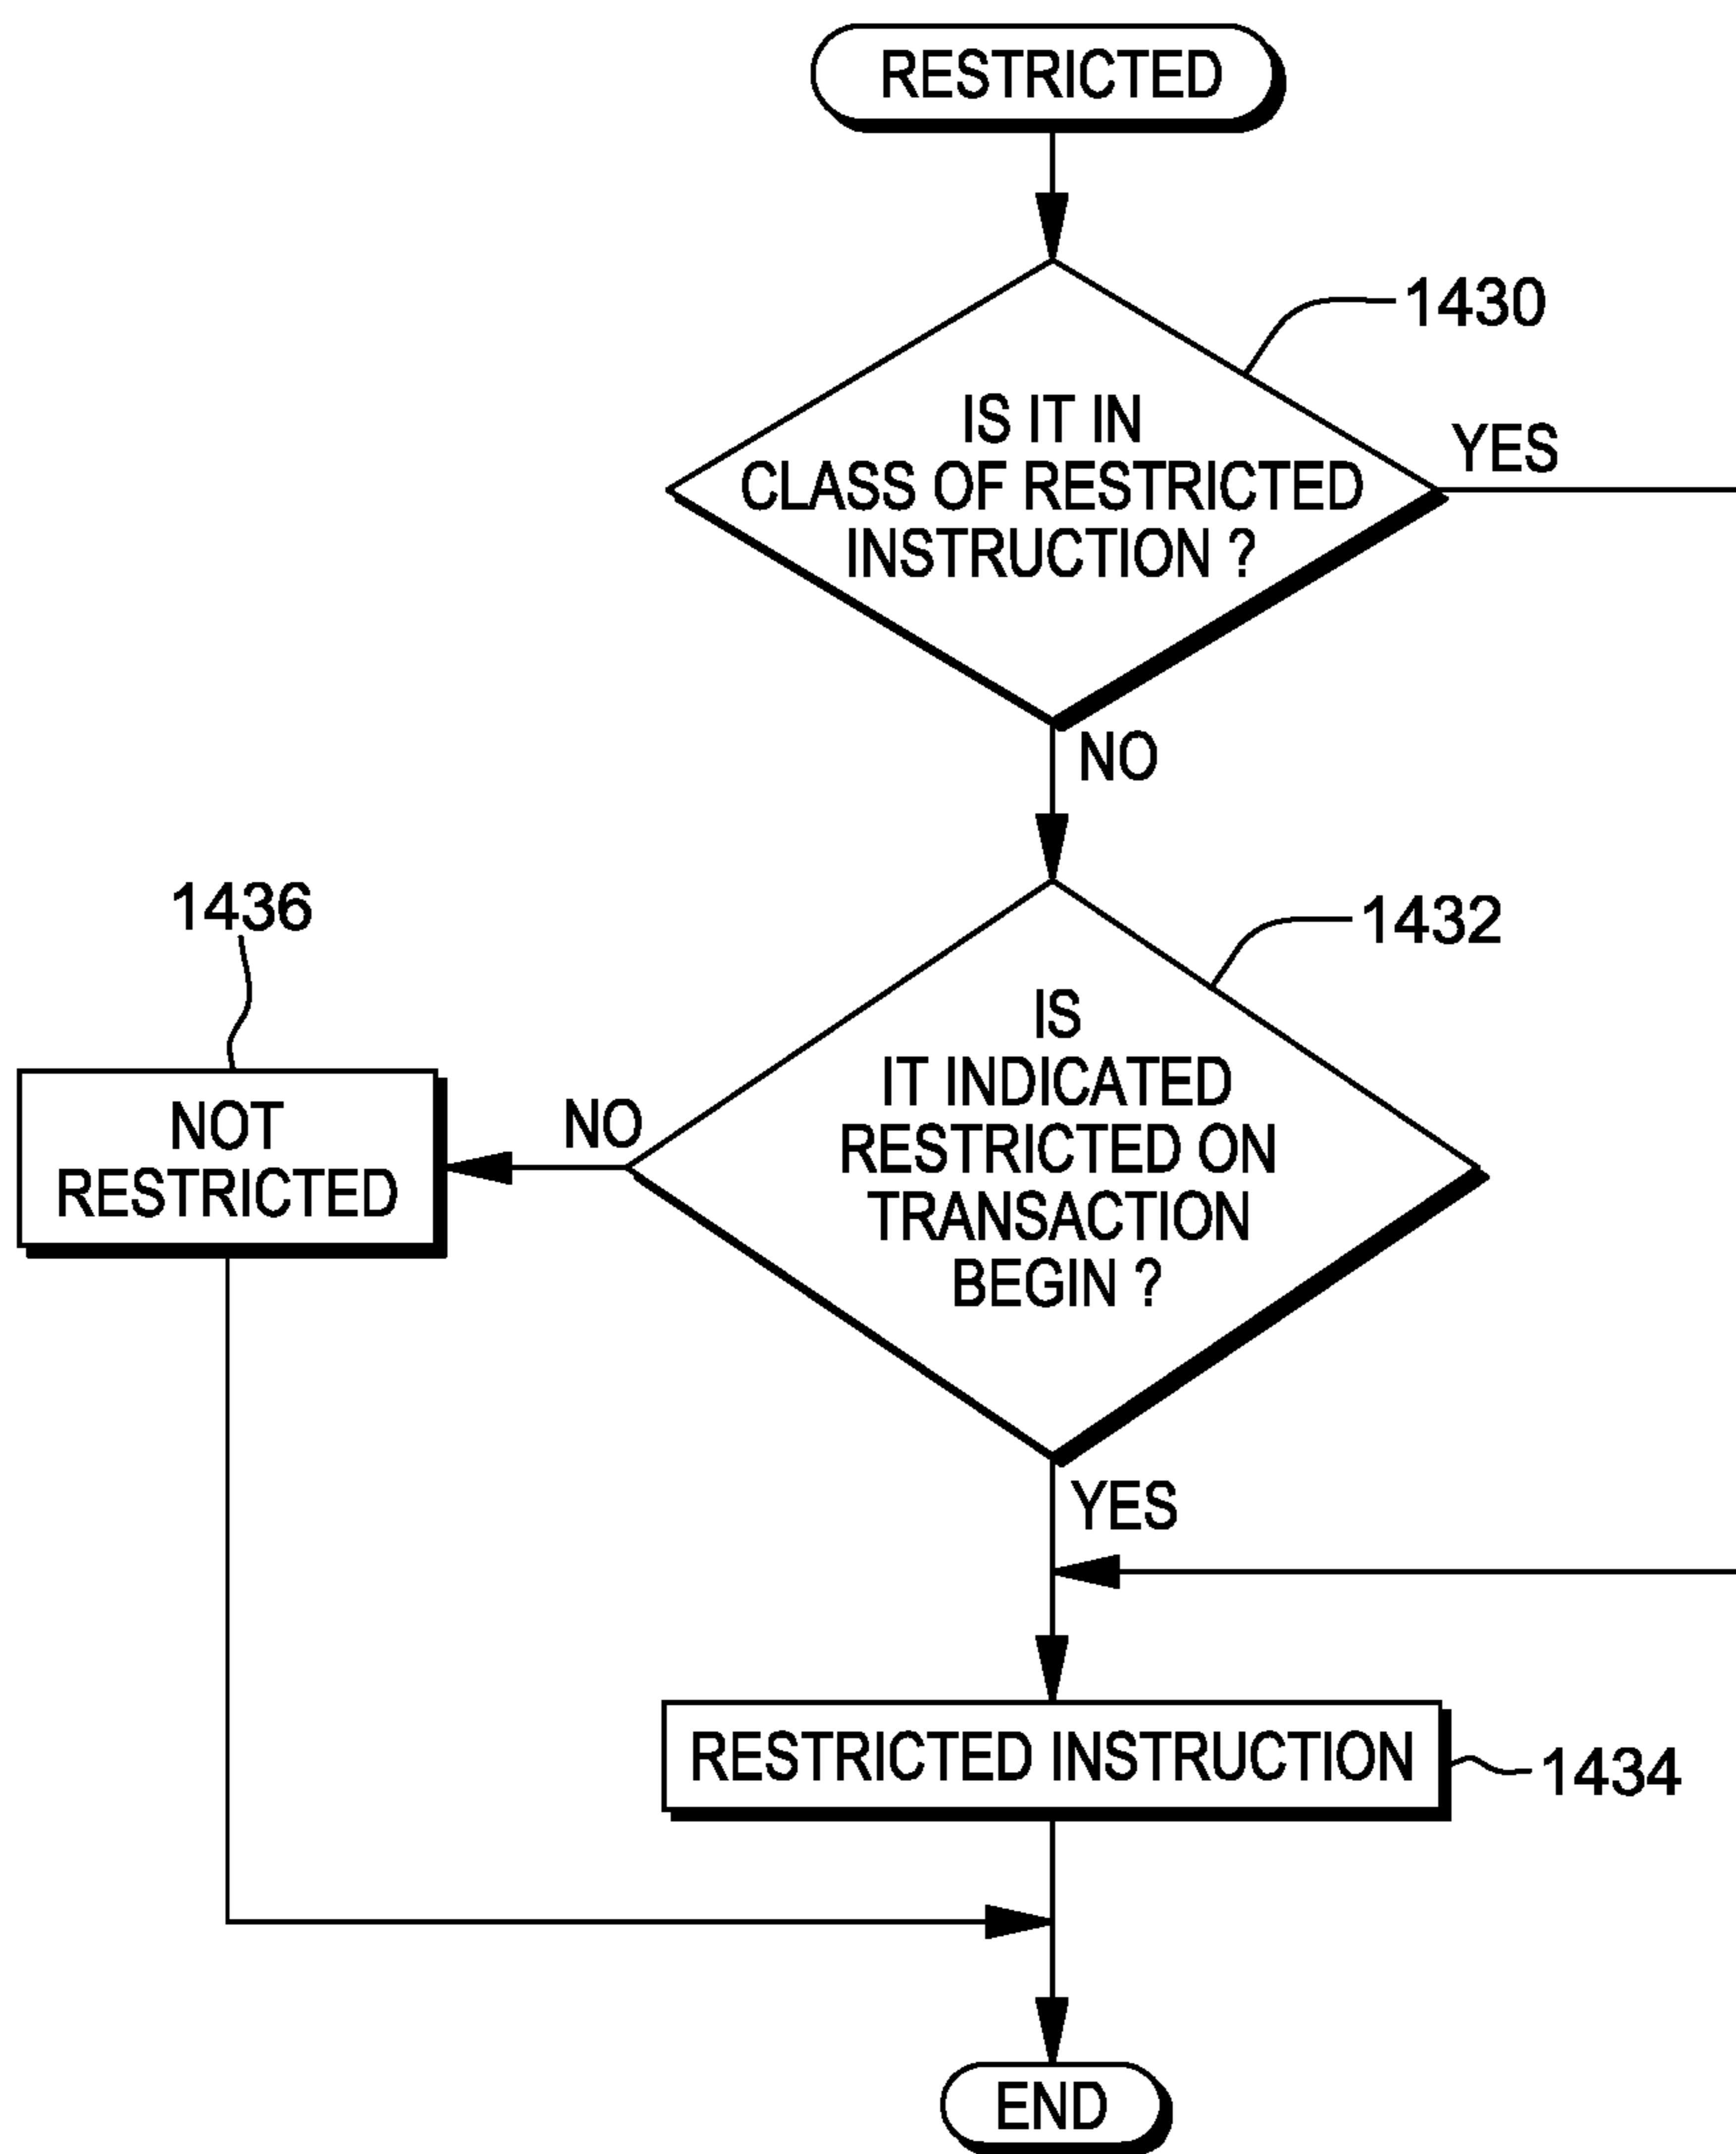 RESTRICTED
1430
IS IT IN
CLASS OF RESTRICTED
INSTRUCTION ?
YES
NO
1436
1432
IS
IT INDICATED
RESTRICTED ON
TRANSACTION
BEGIN ?
NO
NOT
RESTRICTED
YES
RESTRICTED INSTRUCTION
1434
END